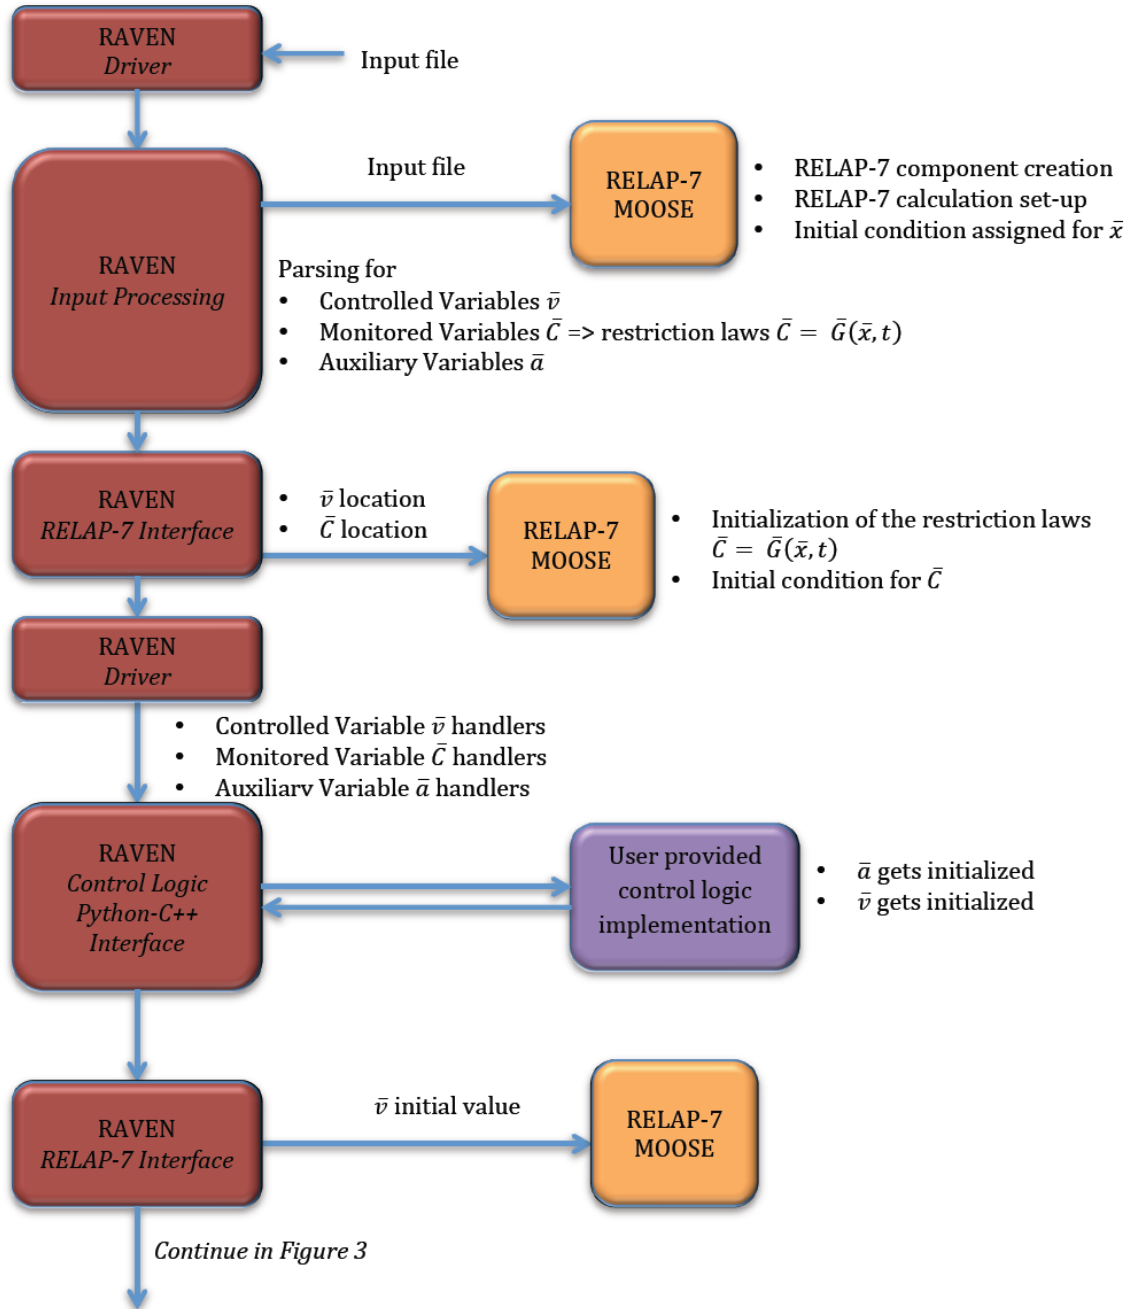 RAVEN
Driver
Input file
Input file
RAVEN
Input Processing
RELAP-7
MOOSE
• RELAP-7 component creation
• RELAP-7 calculation set-up
• Initial condition assigned for x̄
Parsing for
• Controlled Variables v̄
• Monitored Variables C̄ => restriction laws C̄ = Ḡ(x̄, t)
• Auxiliary Variables ā
RAVEN
RELAP-7 Interface
• v̄ location
• C̄ location
RELAP-7
MOOSE
• Initialization of the restriction laws
C̄ = Ḡ(x̄, t)
• Initial condition for C̄
RAVEN
Driver
• Controlled Variable v̄ handlers
• Monitored Variable C̄ handlers
• Auxiliary Variable ā handlers
RAVEN
Control Logic
Python-C++
Interface
User provided
control logic
implementation
• ā gets initialized
• v̄ gets initialized
RAVEN
RELAP-7 Interface
v̄ initial value
RELAP-7
MOOSE
Continue in Figure 3